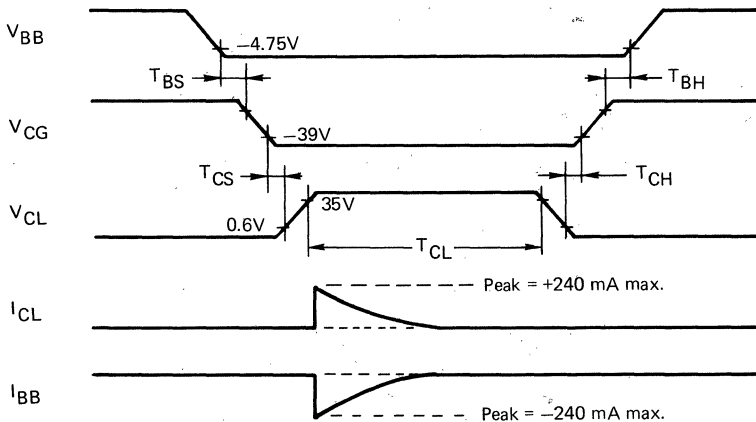 VBB
−4.75V
TBS
TBH
VCG
−39V
TCS
TCH
VCL
35V
0.6V
TCL
ICL
Peak = +240 mA max.
IBB
Peak = −240 mA max.